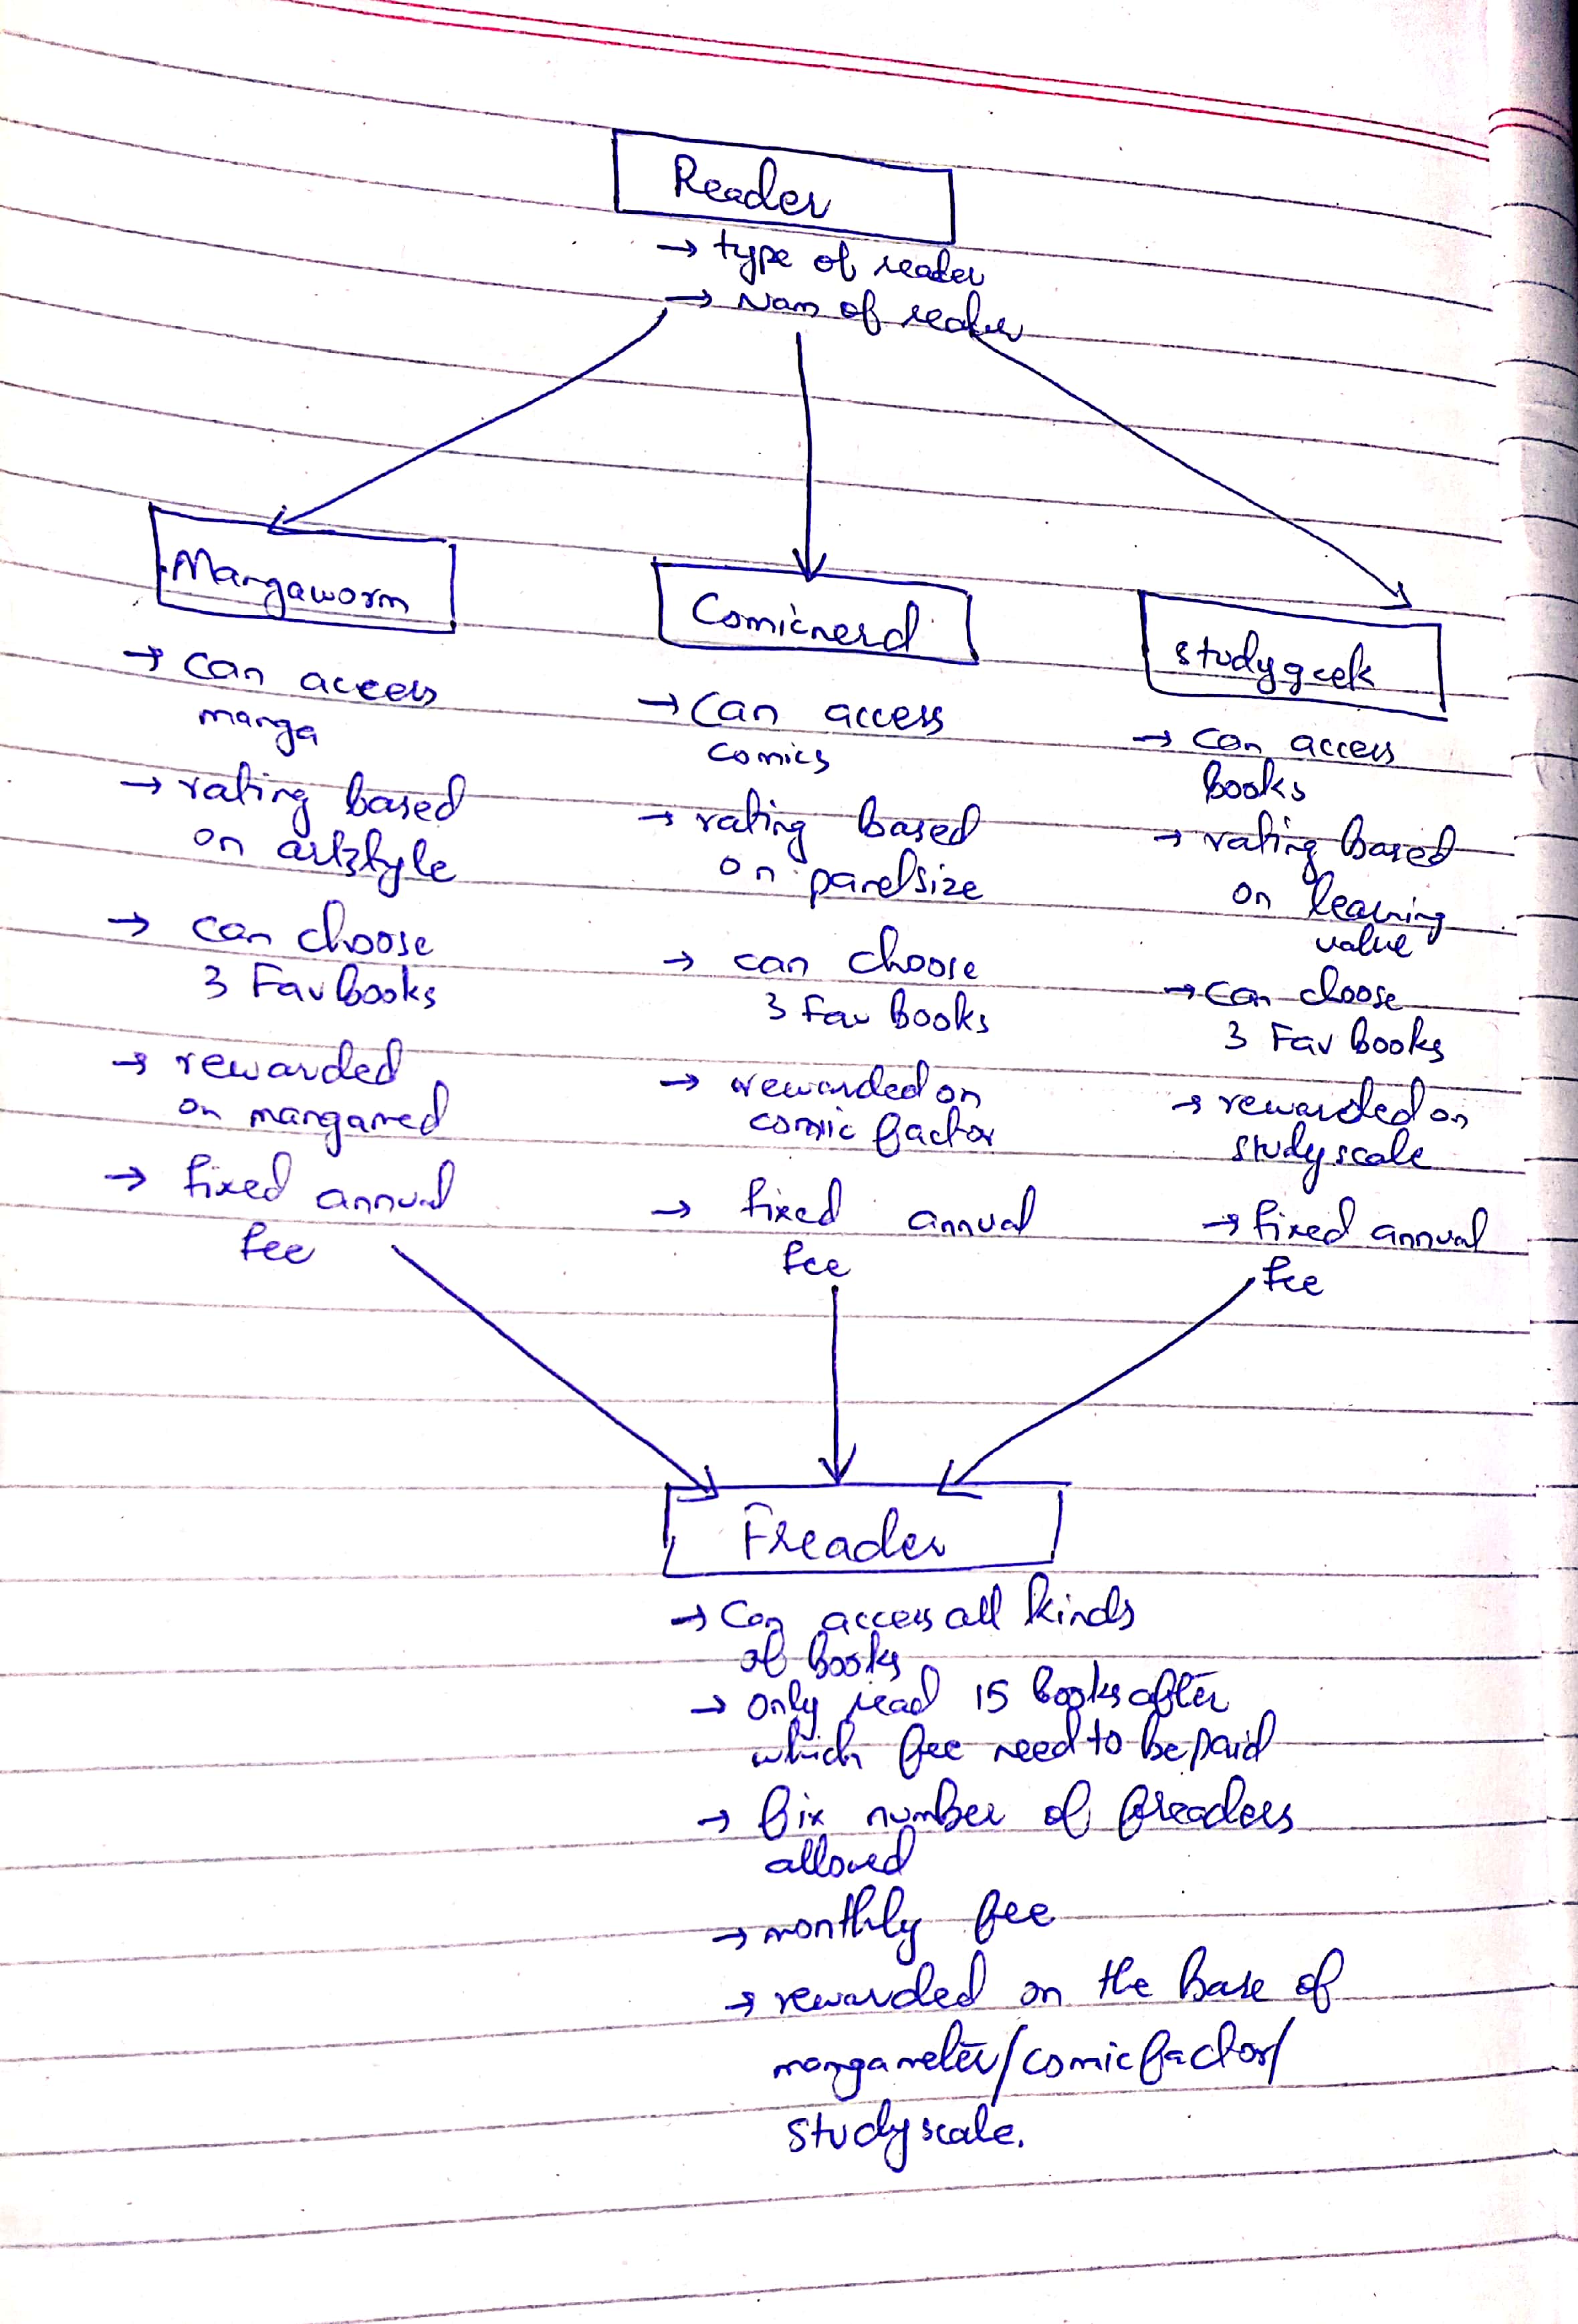 Reader
→ type of reader
→ Nam of reader
Mangaworm
→ can access
manga
→ rating based
on artstyle
→ can choose
3 Fav books
→ rewarded
on mangamed
→ fixed annual
fee
Comicnerd
→ Can access
comics
→ rating based
on panelsize
→ can choose
3 Fav books
→ rewarded on
comic factor
→ fixed annual
fee
studygeek
→ can access
books
→ rating based
on learning
value
→ can choose
3 Fav books
→ rewarded on
studyscale
→ fixed annual
fee
Freader
→ Can access all kinds
of books
→ only read 15 books after
which fee need to be paid
→ fix number of freaders
allowed
→ monthly fee
→ rewarded on the base of
mangameter/comicfactor/
studyscale.